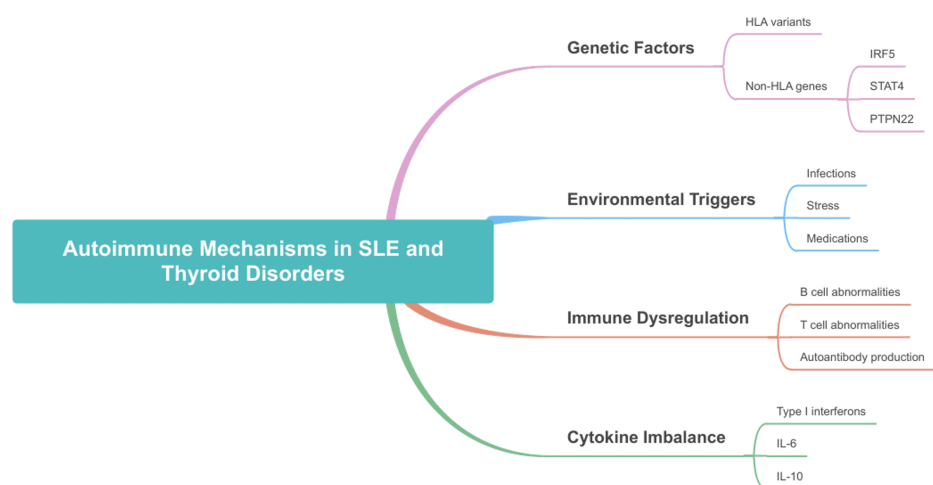 Autoimmune Mechanisms in SLE and
Thyroid Disorders
Genetic Factors
HLA variants
Non-HLA genes
IRF5
STAT4
PTPN22
Environmental Triggers
Infections
Stress
Medications
Immune Dysregulation
B cell abnormalities
T cell abnormalities
Autoantibody production
Cytokine Imbalance
Type I interferons
IL-6
IL-10